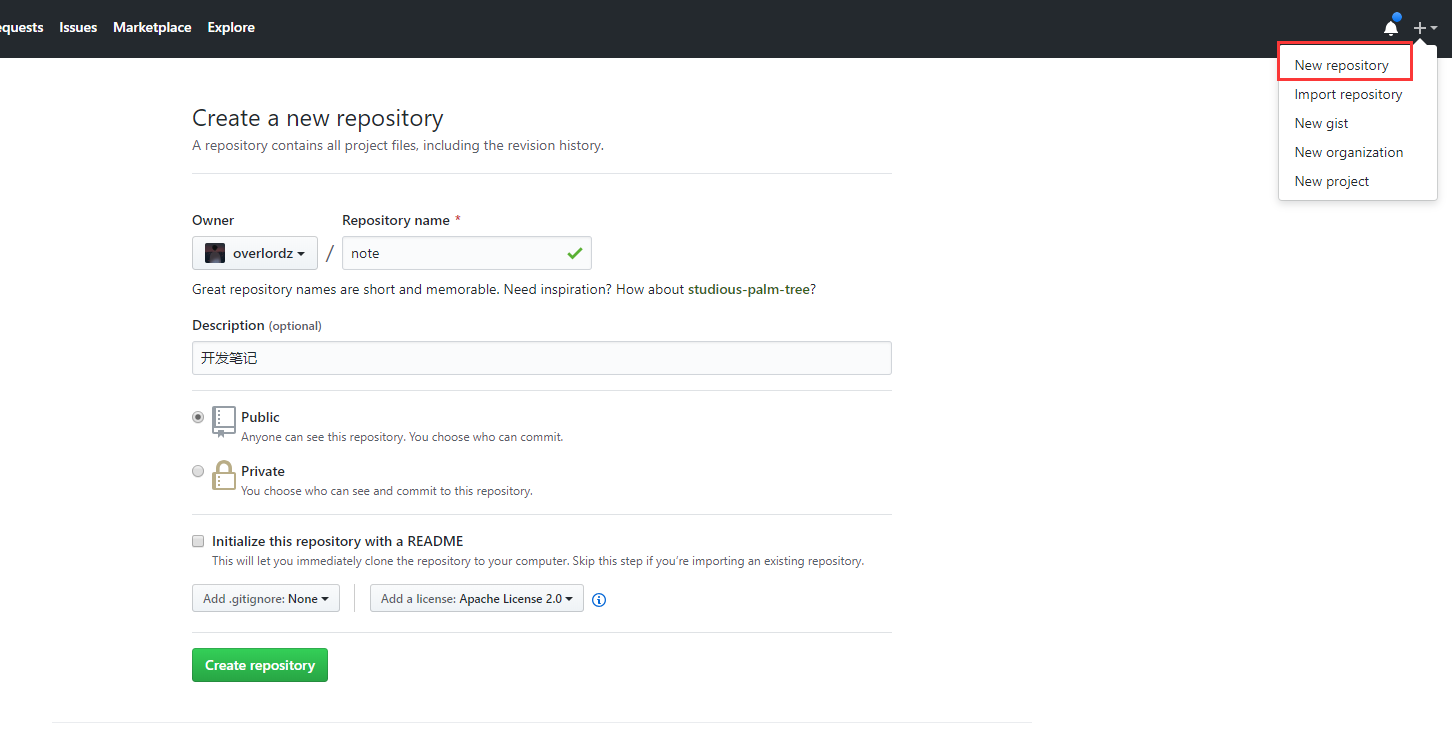 Issues Marketplace Explore
New repository
Import repository
New gist
New organization
New project
Create a new repository
A repository contains all project files, including the revision history.
Owner Repository name *
overlordz / note
Great repository names are short and memorable. Need inspiration? How about studious-palm-tree?
Description (optional)
开发笔记
Public
Anyone can see this repository. You choose who can commit.
Private
You choose who can see and commit to this repository.
Initialize this repository with a README
This will let you immediately clone the repository to your computer. Skip this step if you're importing an existing repository.
Add .gitignore: None Add a license: Apache License 2.0
Create repository